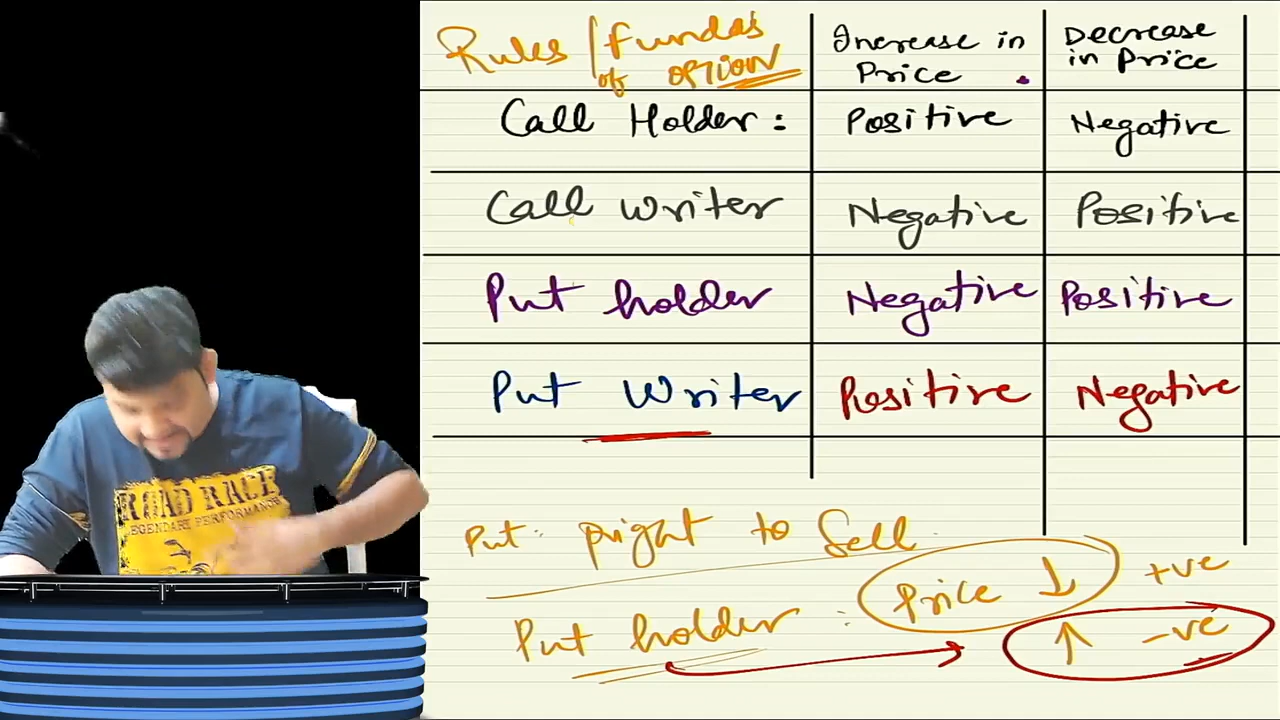 Rules / fundas of OPTION
Increase in Price
Decrease in Price
Call Holder : Positive Negative
Call Writer Negative Positive
Put holder Negative Positive
Put Writer Positive Negative
Put : right to Sell
Put holder : Price ↓ +ve
↑ -ve
ROAD RACE
LEGENDARY PERFORMANCE